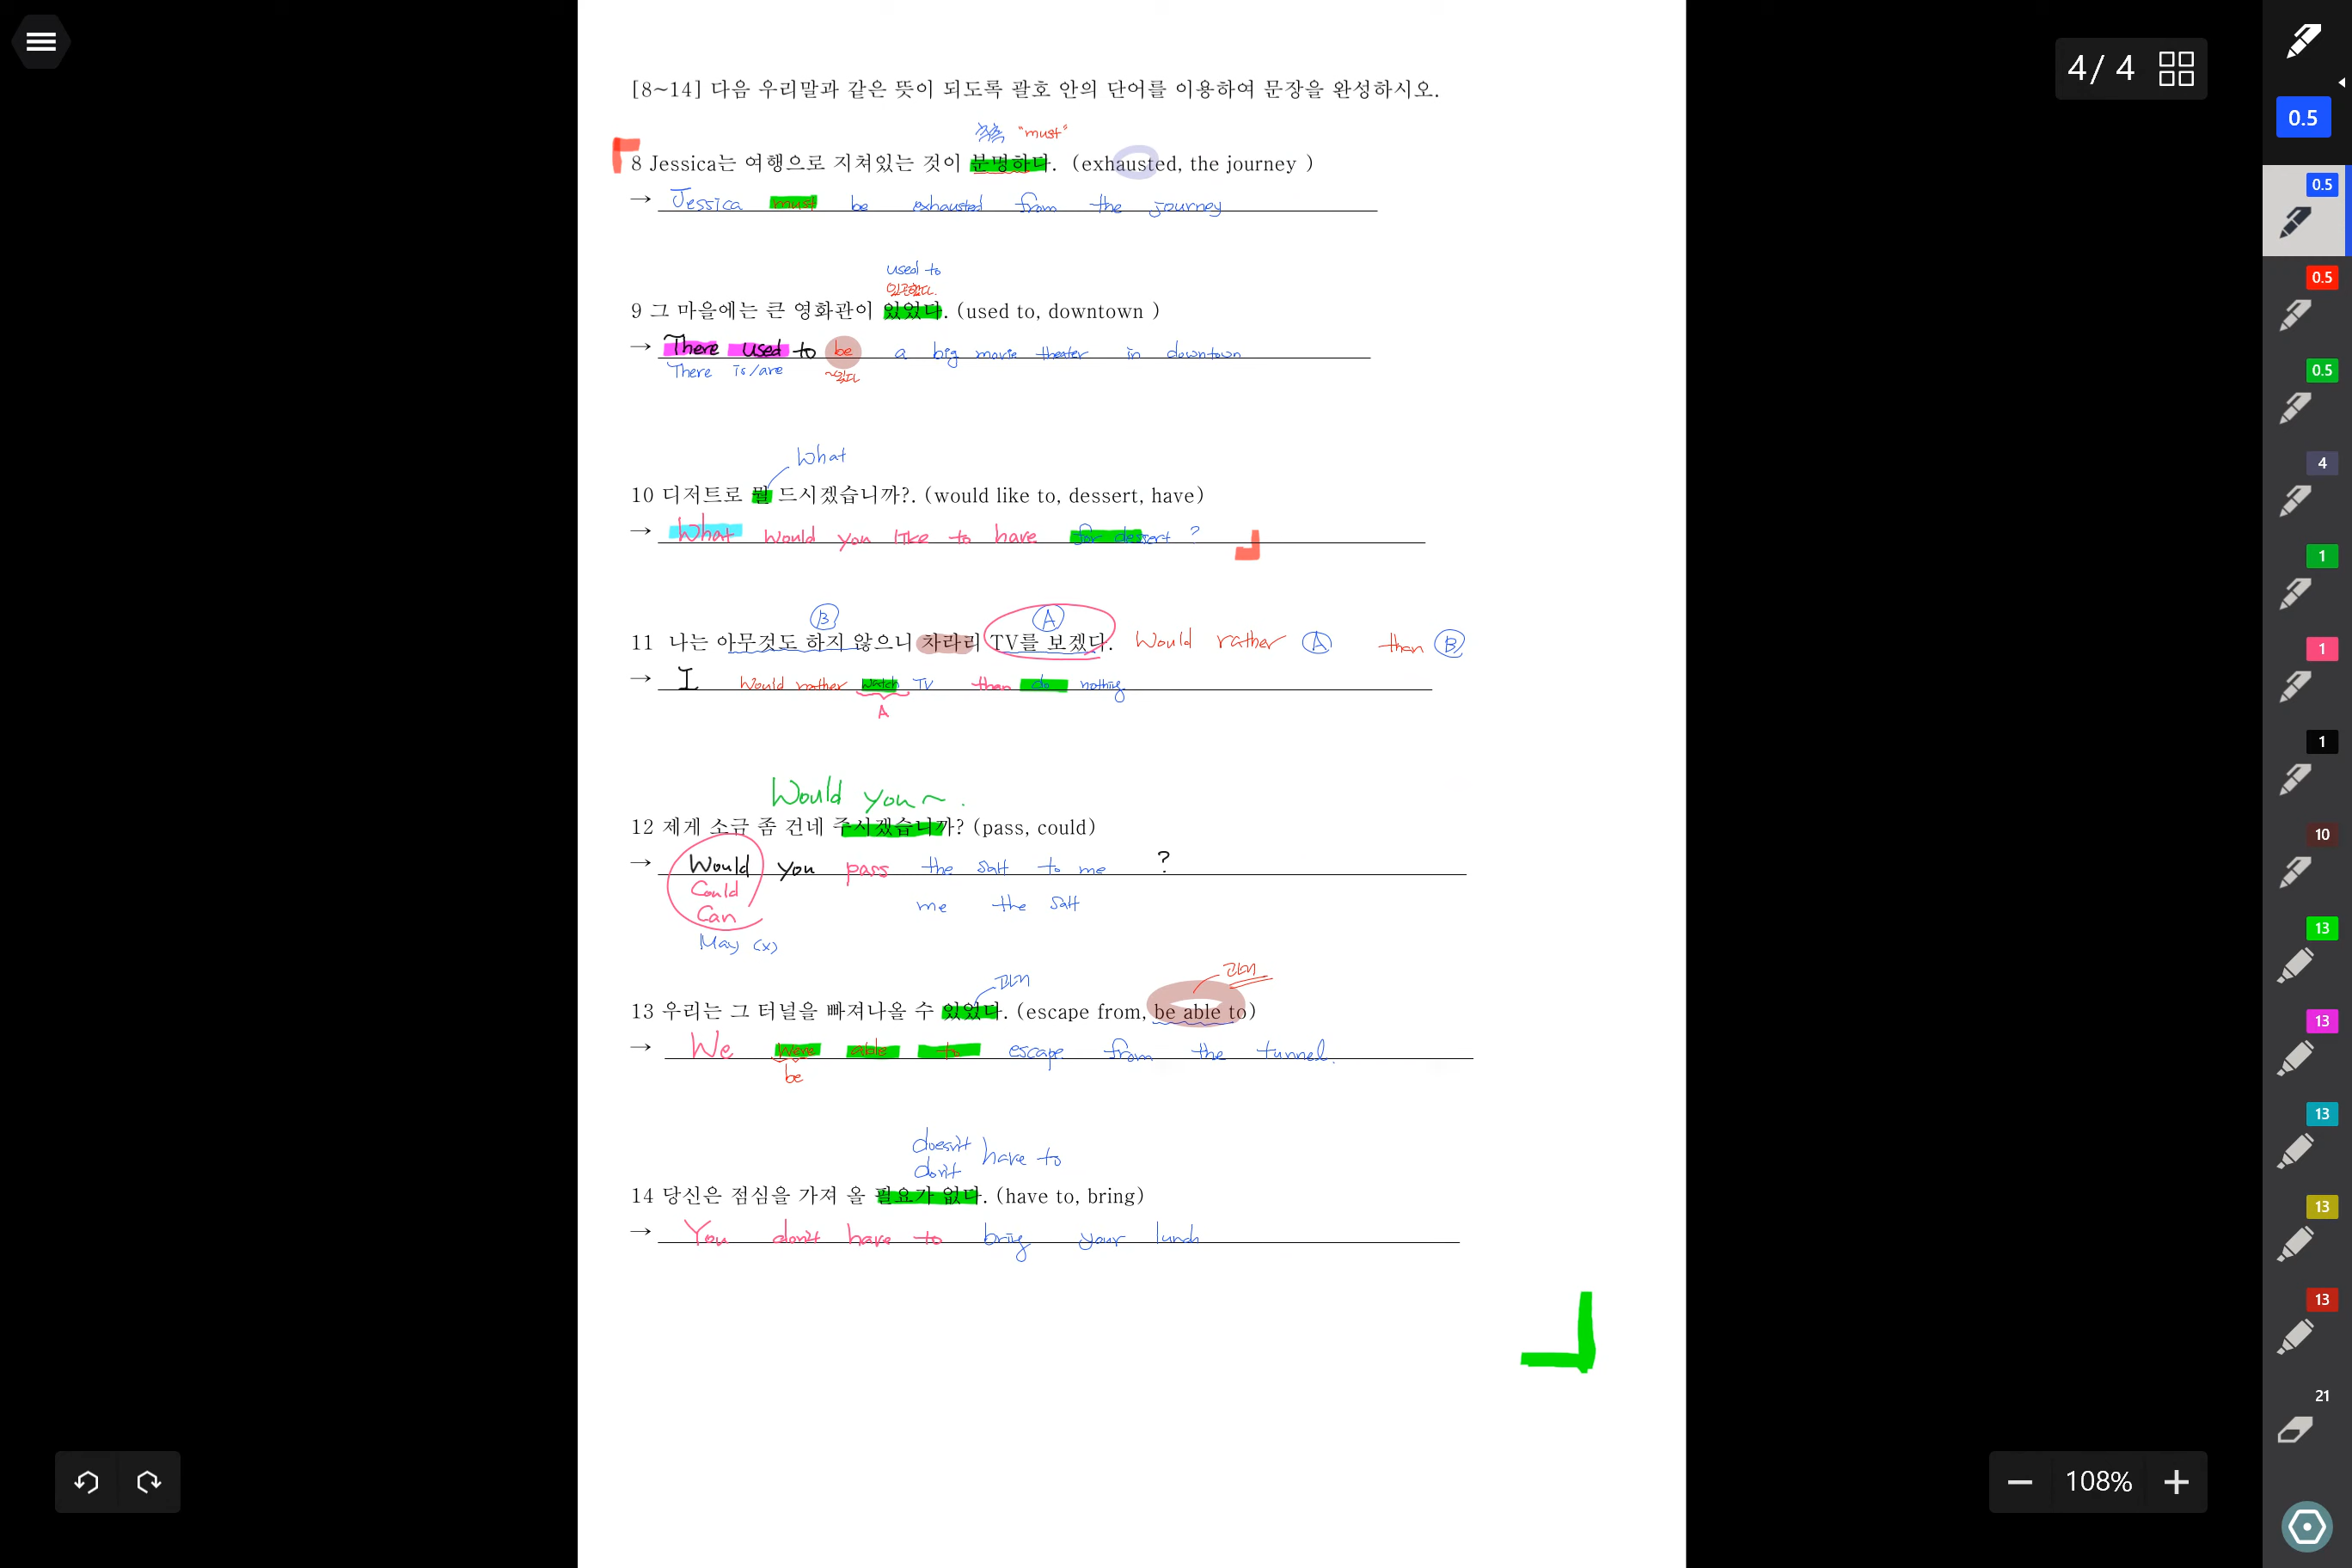 4 / 4
0.5
[8~14] 다음 우리말과 같은 뜻이 되도록 괄호 안의 단어를 이용하여 문장을 완성하시오.
"must"
8 Jessica는 여행으로 지쳐있는 것이 분명하다. (exhausted, the journey )
→ Jessica must be exhausted from the journey
used to
9 그 마을에는 큰 영화관이 있었다. (used to, downtown )
→ There used to be a big movie theater in downtown
There is/are ~있다
What
10 디저트로 뭘 드시겠습니까?. (would like to, dessert, have)
→ What would you like to have for dessert ?
B A
11 나는 아무것도 하지 않으니 차라리 TV를 보겠다. Would rather A than B
→ I Would rather watch TV than do nothing
A
Would you ~ .
12 제게 소금 좀 건네 주시겠습니까? (pass, could)
→ Would you pass the salt to me ?
Could
Can
me the salt
May (x)
과거 과거
13 우리는 그 터널을 빠져나올 수 있었다. (escape from, be able to)
→ We were able to escape from the tunnel.
be
doesn't
don't have to
14 당신은 점심을 가져 올 필요가 없다. (have to, bring)
→ You don't have to bring your lunch
0.5
0.5
0.5
4
1
1
1
10
13
13
13
13
13
21
108%